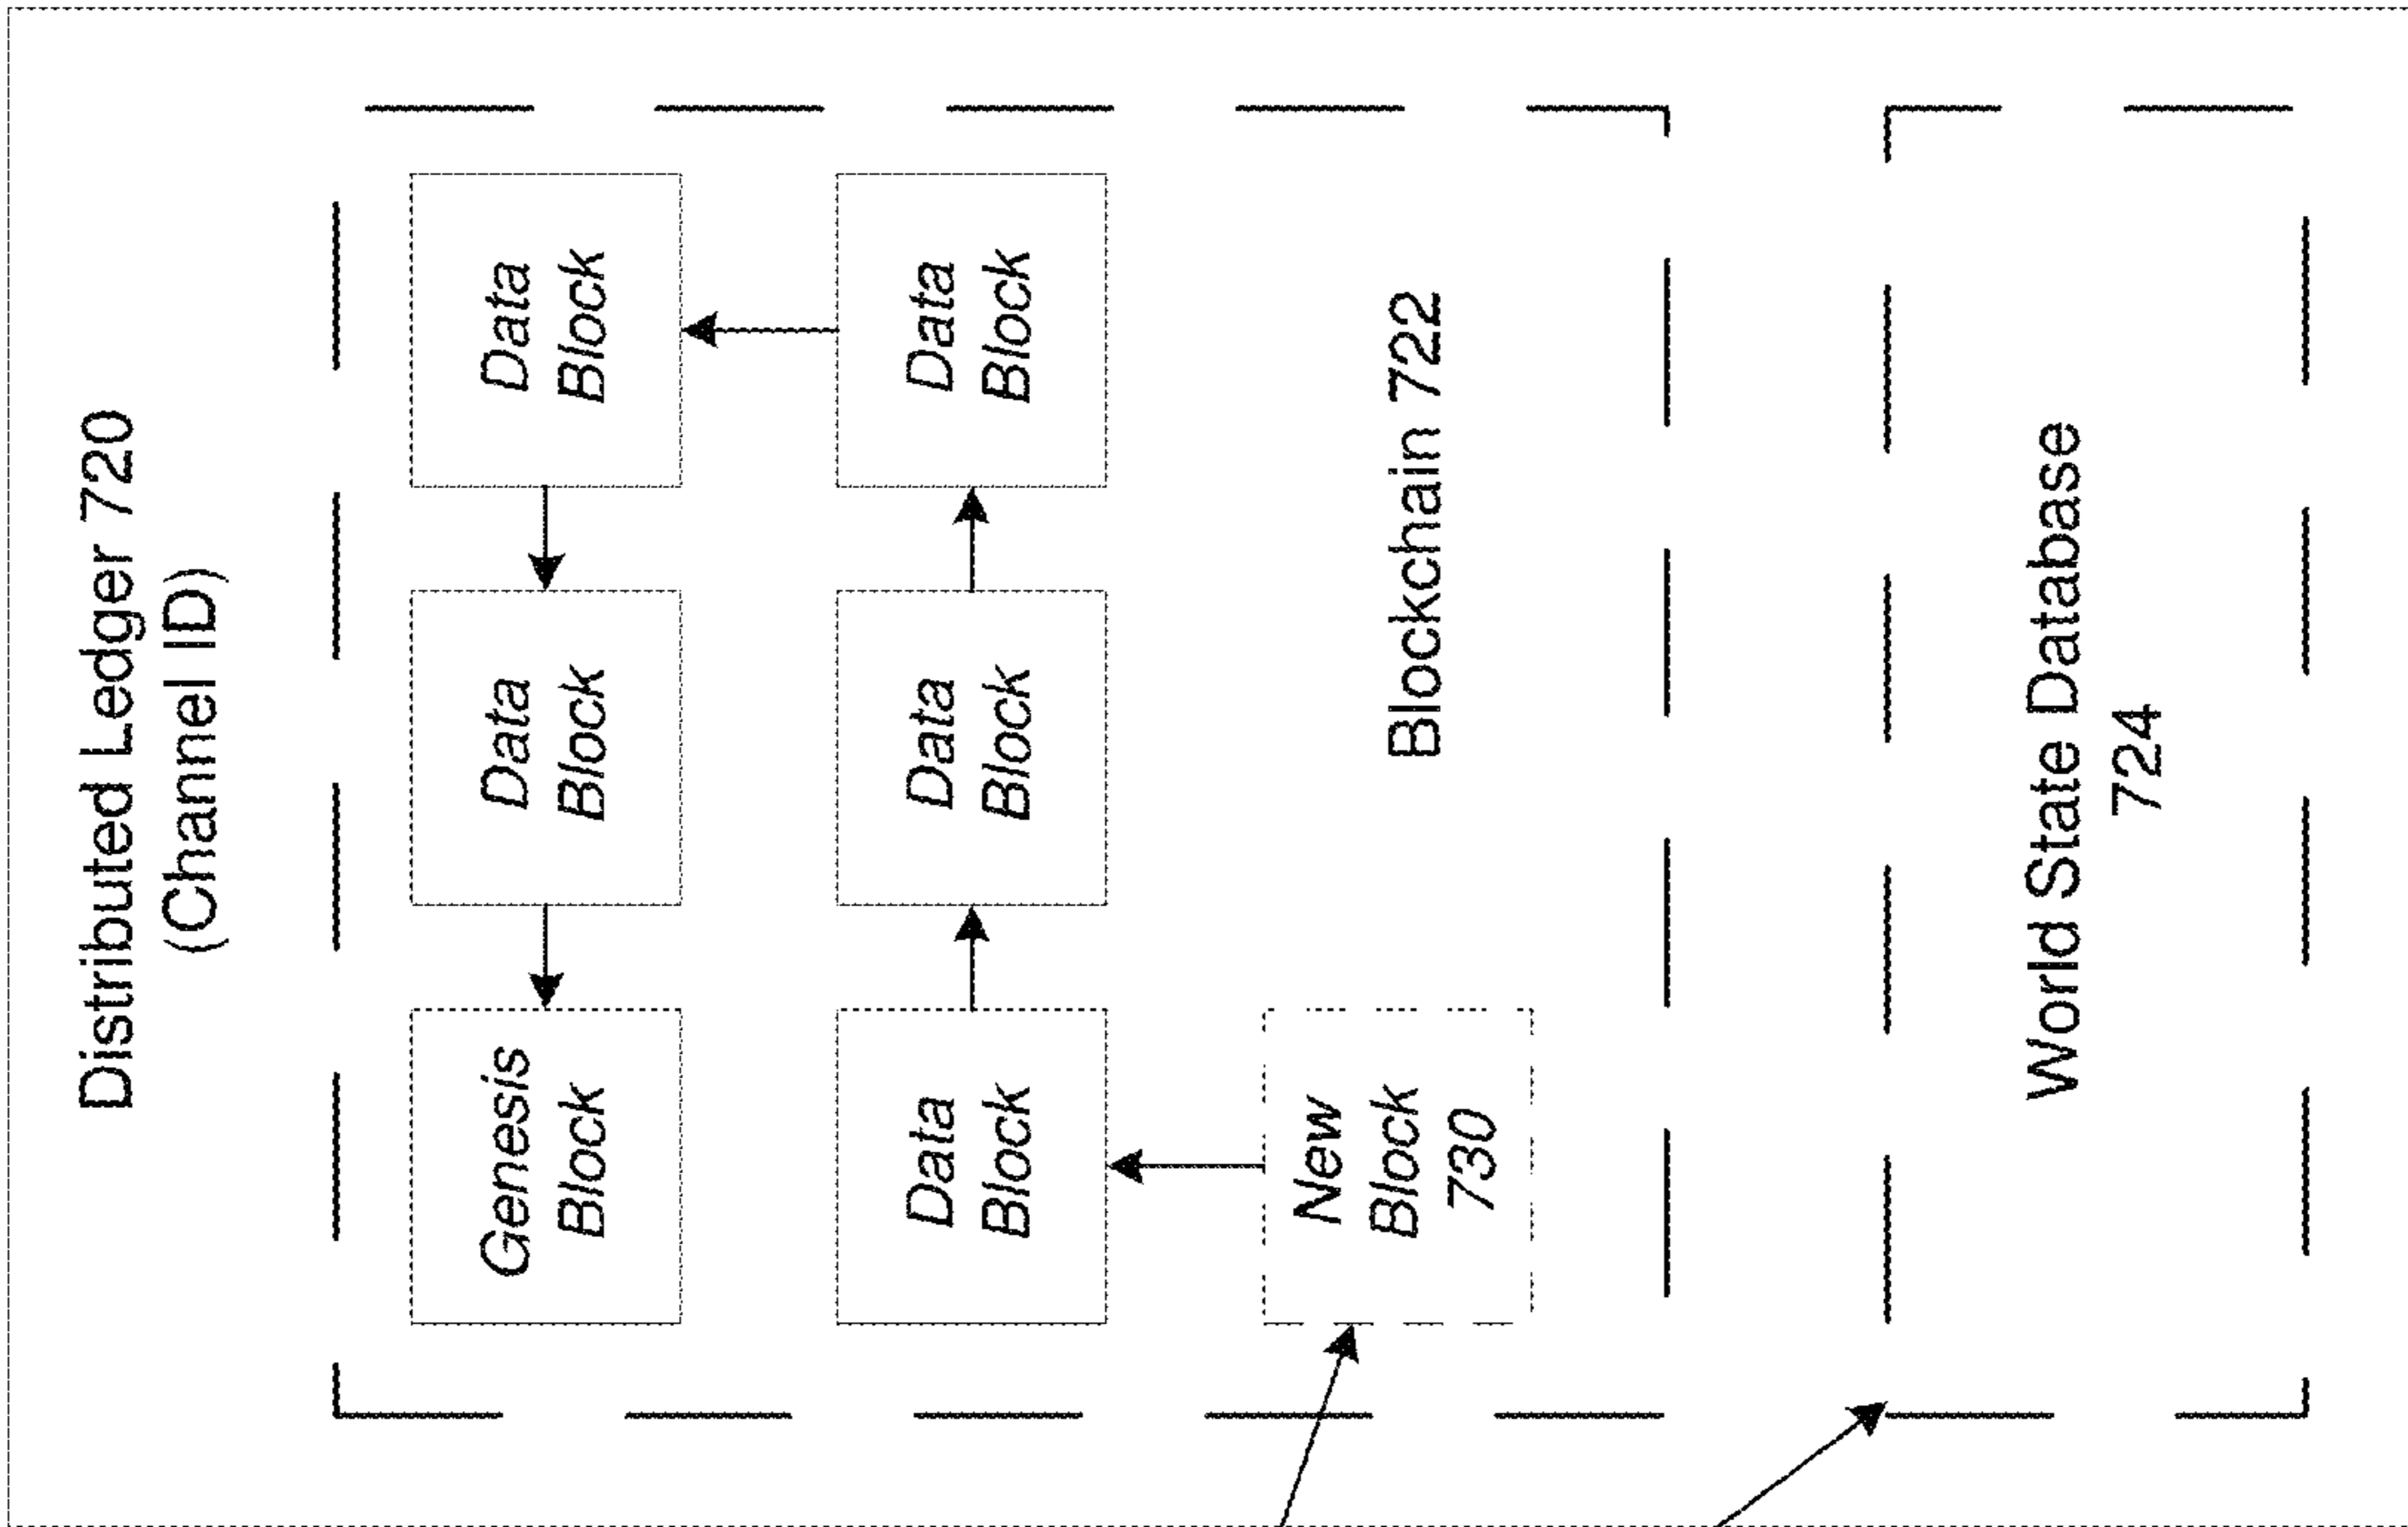 Distributed Ledger 720
(Channel ID)
Genesis
Block
Data
Block
Data
Block
Data
Block
Data
Block
Data
Block
New
Block
730
Blockchain 722
World State Database
724